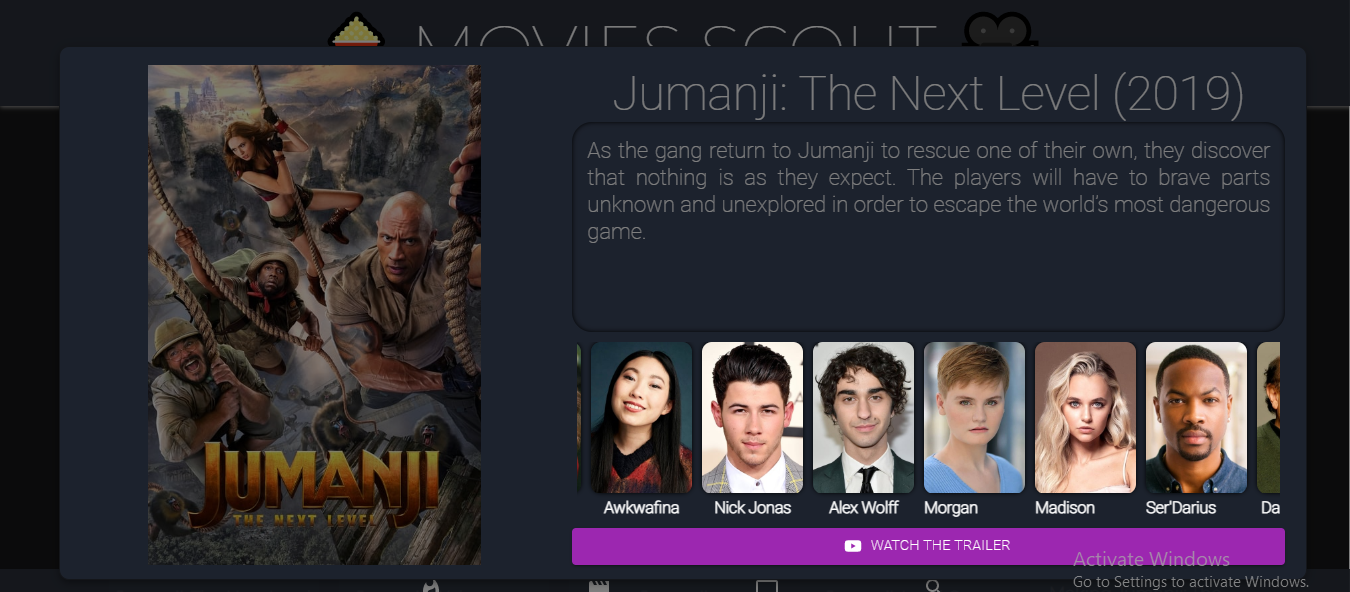 MOVIES SCOUT
Jumanji: The Next Level (2019)
As the gang return to Jumanji to rescue one of their own, they discover
that nothing is as they expect. The players will have to brave parts
unknown and unexplored in order to escape the world's most dangerous
game.
JUMANJI
THE NEXT LEVEL
Awkwafina
Nick Jonas
Alex Wolff
Morgan
Madison
Ser'Darius
Da
WATCH THE TRAILER
Activate Windows
Go to Settings to activate Windows.